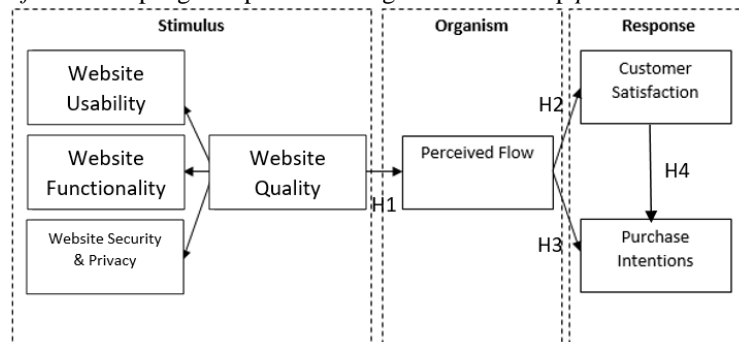 Stimulus
Organism
Response
Website
Usability
Website
Functionality
Website Security
& Privacy
Website
Quality
H1
Perceived Flow
H2
H3
Customer
Satisfaction
H4
Purchase
Intentions